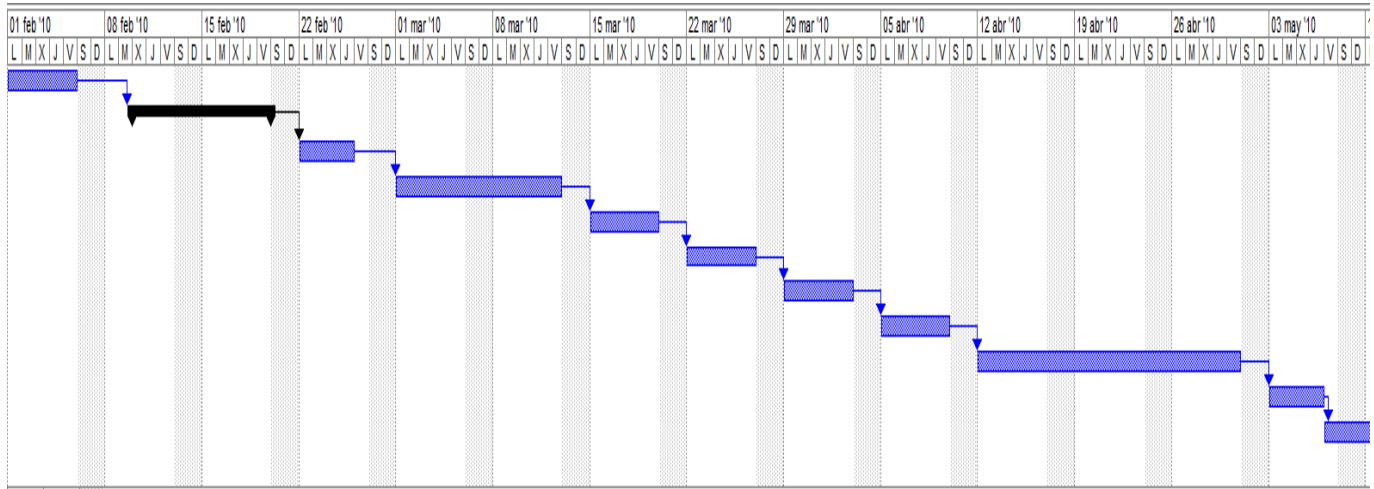 01 feb '10 08 feb '10 15 feb '10 22 feb '10 01 mar '10 08 mar '10 15 mar '10 22 mar '10 29 mar '10 05 abr '10 12 abr '10 19 abr '10 26 abr '10 03 may '10
L M X J V S D L M X J V S D L M X J V S D L M X J V S D L M X J V S D L M X J V S D L M X J V S D L M X J V S D L M X J V S D L M X J V S D L M X J V S D L M X J V S D L M X J V S D L M X J V S D